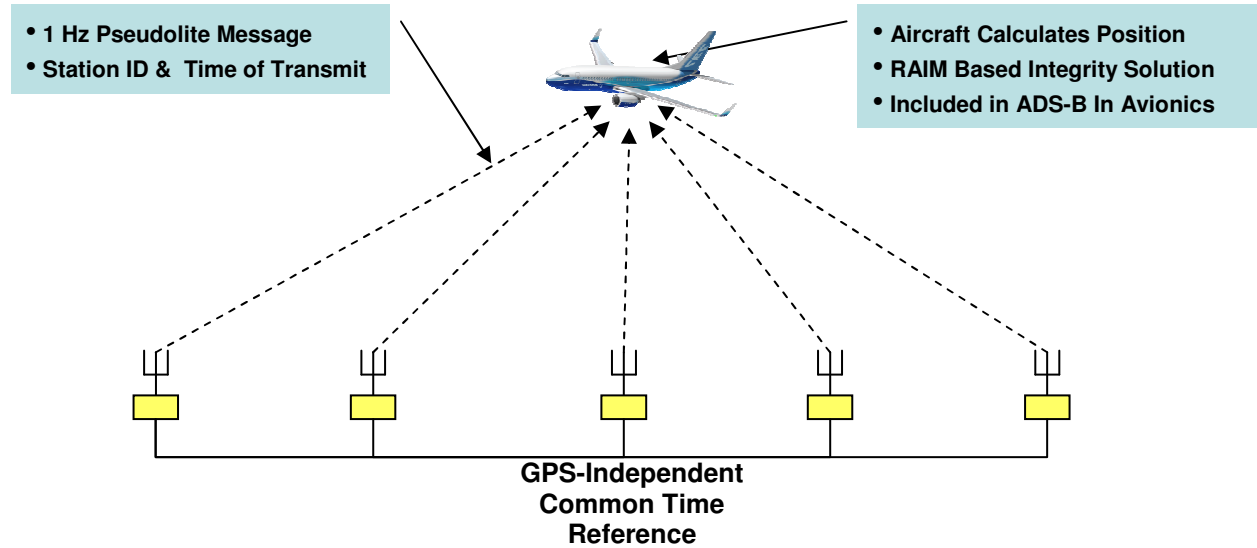 • 1 Hz Pseudolite Message
• Station ID & Time of Transmit
• Aircraft Calculates Position
• RAIM Based Integrity Solution
• Included in ADS-B In Avionics
GPS-Independent
Common Time
Reference